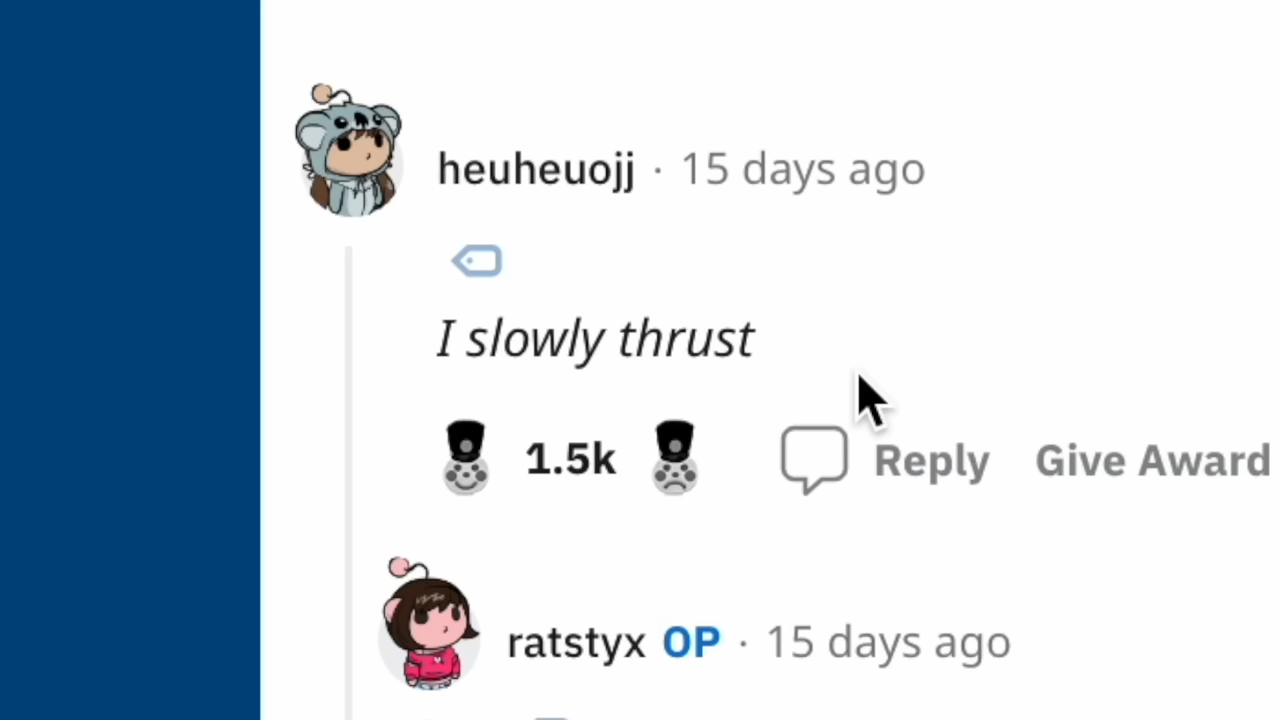 heuheuojj · 15 days ago
I slowly thrust
1.5k Reply Give Award
ratstyx OP · 15 days ago